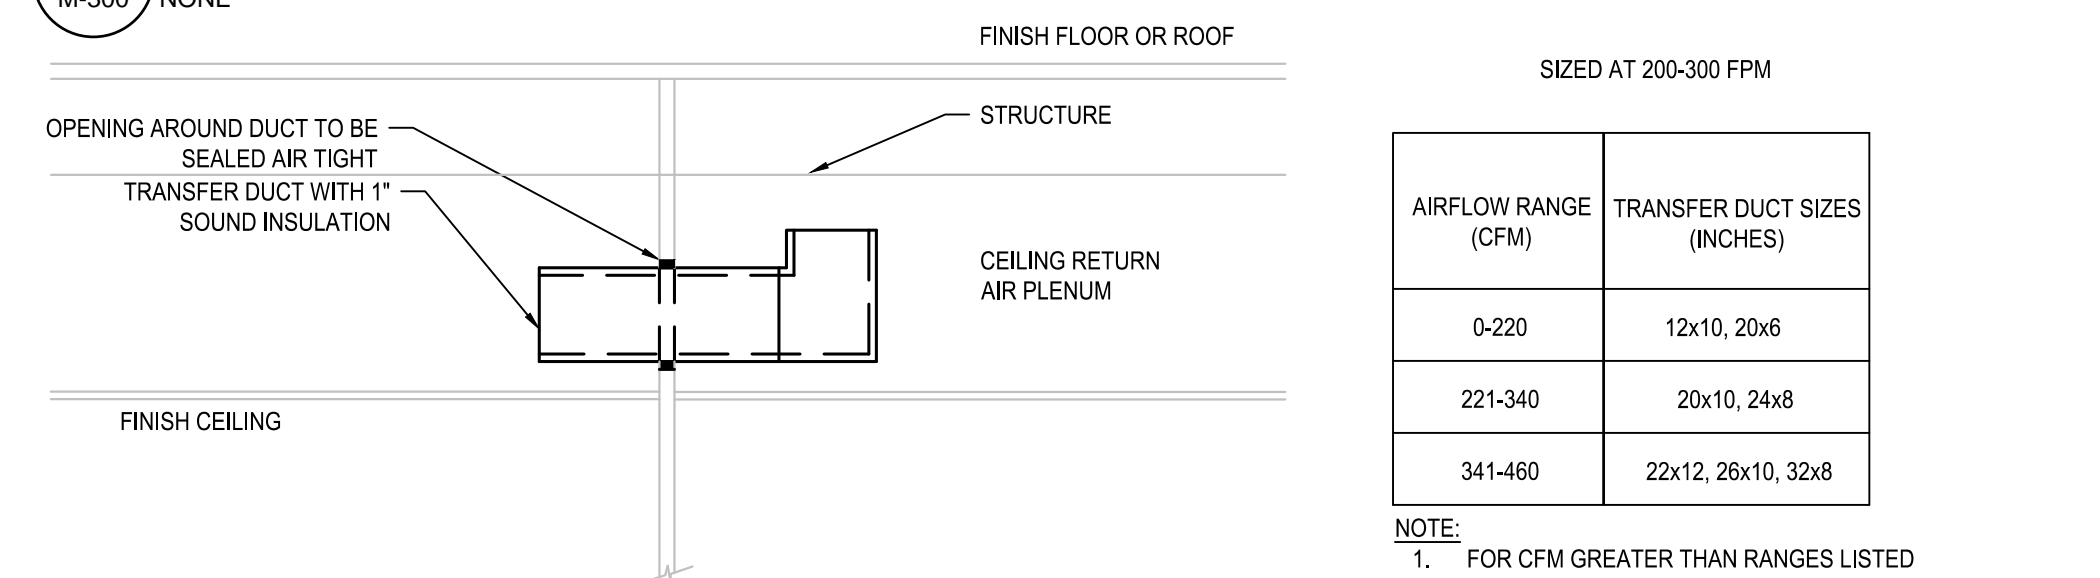 M-300 NONE
FINISH FLOOR OR ROOF
STRUCTURE
OPENING AROUND DUCT TO BE
SEALED AIR TIGHT
TRANSFER DUCT WITH 1"
SOUND INSULATION
CEILING RETURN
AIR PLENUM
FINISH CEILING
SIZED AT 200-300 FPM
AIRFLOW RANGE
(CFM)
TRANSFER DUCT SIZES
(INCHES)
0-220 12x10, 20x6
221-340 20x10, 24x8
341-460 22x12, 26x10, 32x8
NOTE:
1. FOR CFM GREATER THAN RANGES LISTED